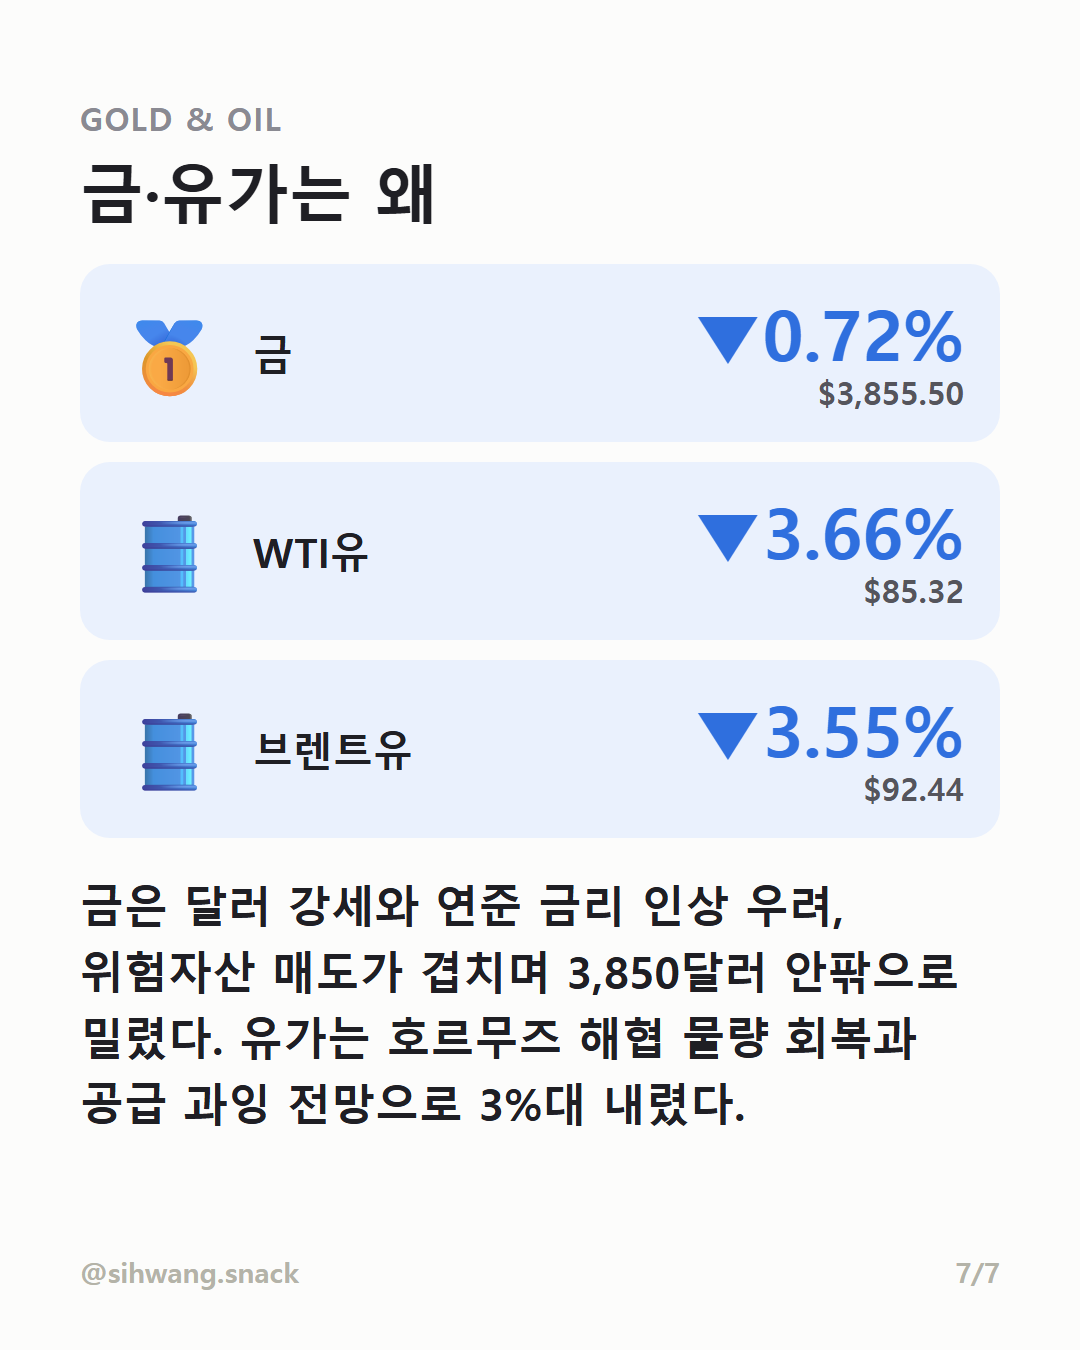 GOLD & OIL
금·유가는 왜
1
금
▼0.72%
$3,855.50
WTI유
▼3.66%
$85.32
브렌트유
▼3.55%
$92.44
금은 달러 강세와 연준 금리 인상 우려,
위험자산 매도가 겹치며 3,850달러 안팎으로
밀렸다. 유가는 호르무즈 해협 물량 회복과
공급 과잉 전망으로 3%대 내렸다.
@sihwang.snack
7/7